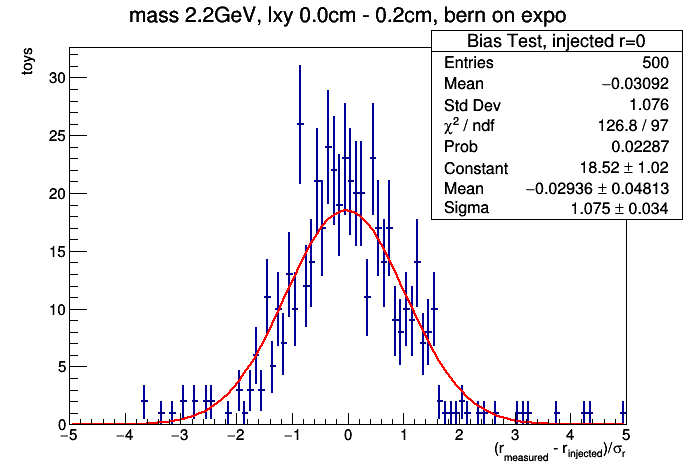 mass 2.2GeV, lxy 0.0cm - 0.2cm, bern on expo
toys
Bias Test, injected r=0
Entries 500
Mean −0.03092
Std Dev 1.076
χ² / ndf 126.8 / 97
Prob 0.02287
Constant 18.52 ± 1.02
Mean −0.02936 ± 0.04813
Sigma 1.075 ± 0.034
30
25
20
15
10
5
0
−5 −4 −3 −2 −1 0 1 2 3 4 5
(r_measured - r_injected)/σ_r